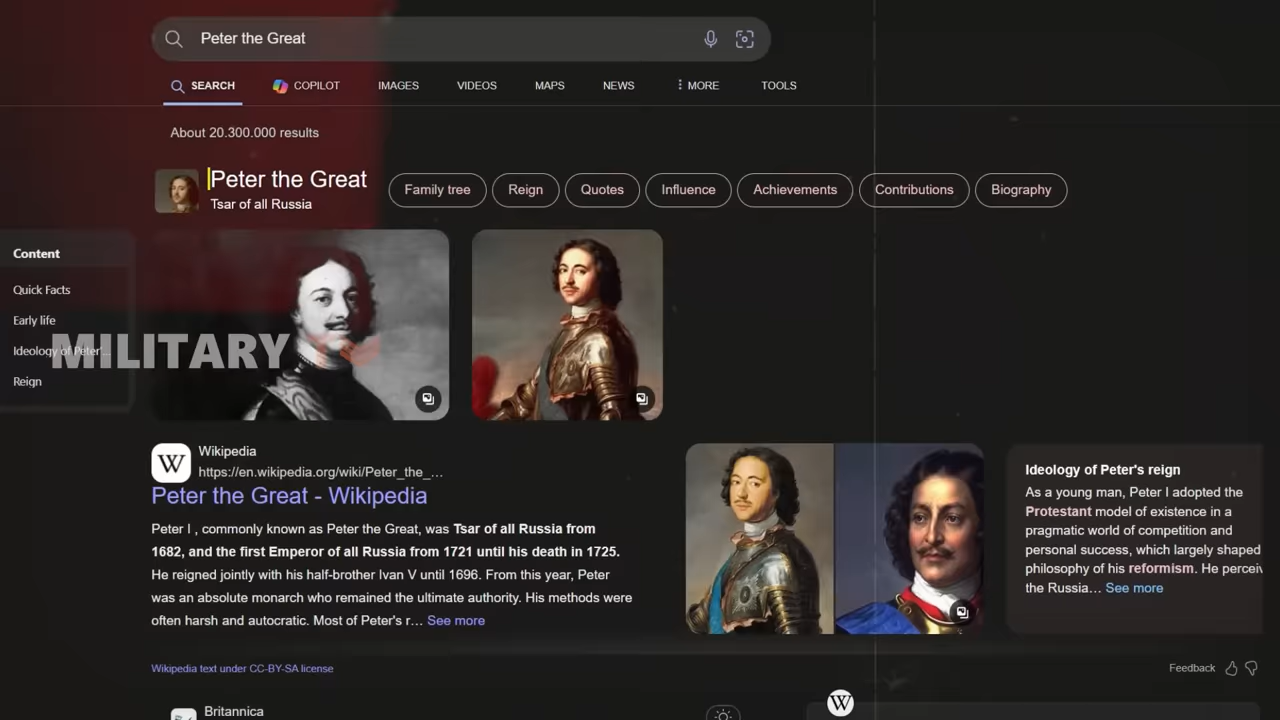 Peter the Great
SEARCH
COPILOT
IMAGES
VIDEOS
MAPS
NEWS
MORE
TOOLS
About 20.300.000 results
Peter the Great
Tsar of all Russia
Family tree
Reign
Quotes
Influence
Achievements
Contributions
Biography
Content
Quick Facts
Early life
Ideology of Peter'...
Reign
MILITARY TV
W
Wikipedia
https://en.wikipedia.org/wiki/Peter_the_...
Peter the Great - Wikipedia
Peter I , commonly known as Peter the Great, was Tsar of all Russia from
1682, and the first Emperor of all Russia from 1721 until his death in 1725.
He reigned jointly with his half-brother Ivan V until 1696. From this year, Peter
was an absolute monarch who remained the ultimate authority. His methods were
often harsh and autocratic. Most of Peter's r... See more
Ideology of Peter's reign
As a young man, Peter I adopted the
Protestant model of existence in a
pragmatic world of competition and
personal success, which largely shaped
philosophy of his reformism. He perceiv
the Russia... See more
Wikipedia text under CC-BY-SA license
Feedback
W
Britannica